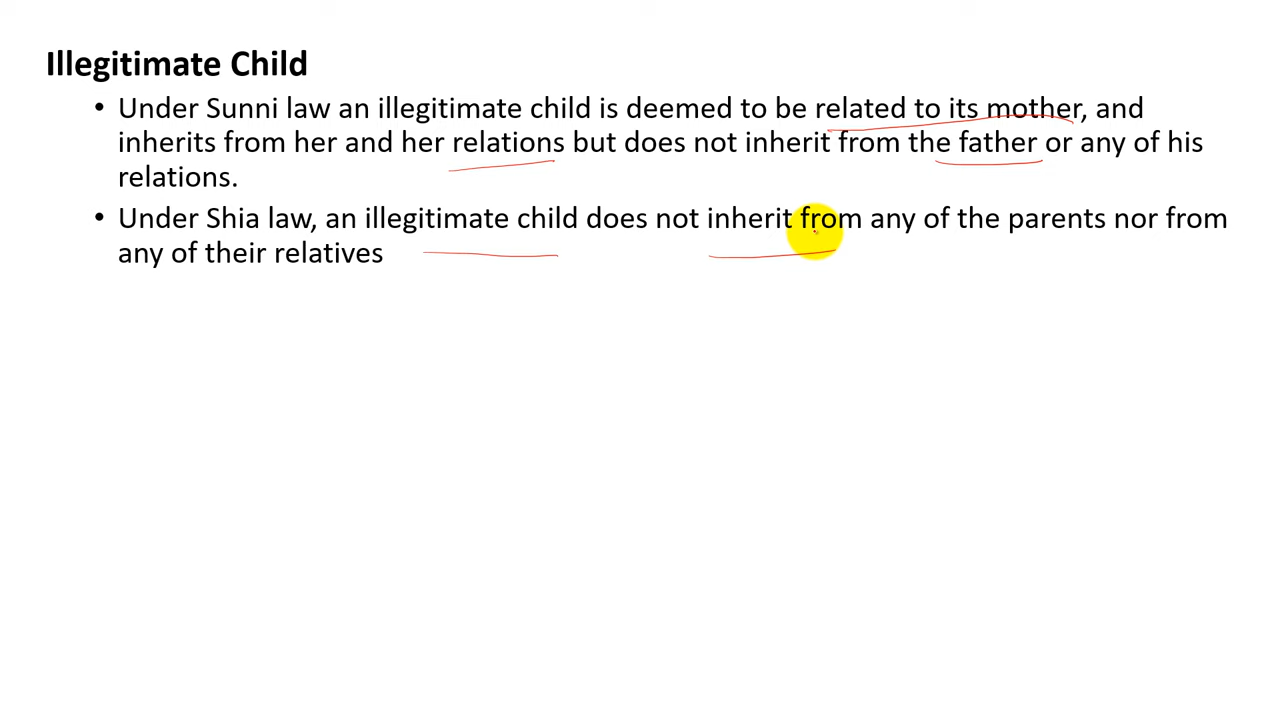 Illegitimate Child
• Under Sunni law an illegitimate child is deemed to be related to its mother, and
inherits from her and her relations but does not inherit from the father or any of his
relations.
• Under Shia law, an illegitimate child does not inherit from any of the parents nor from
any of their relatives